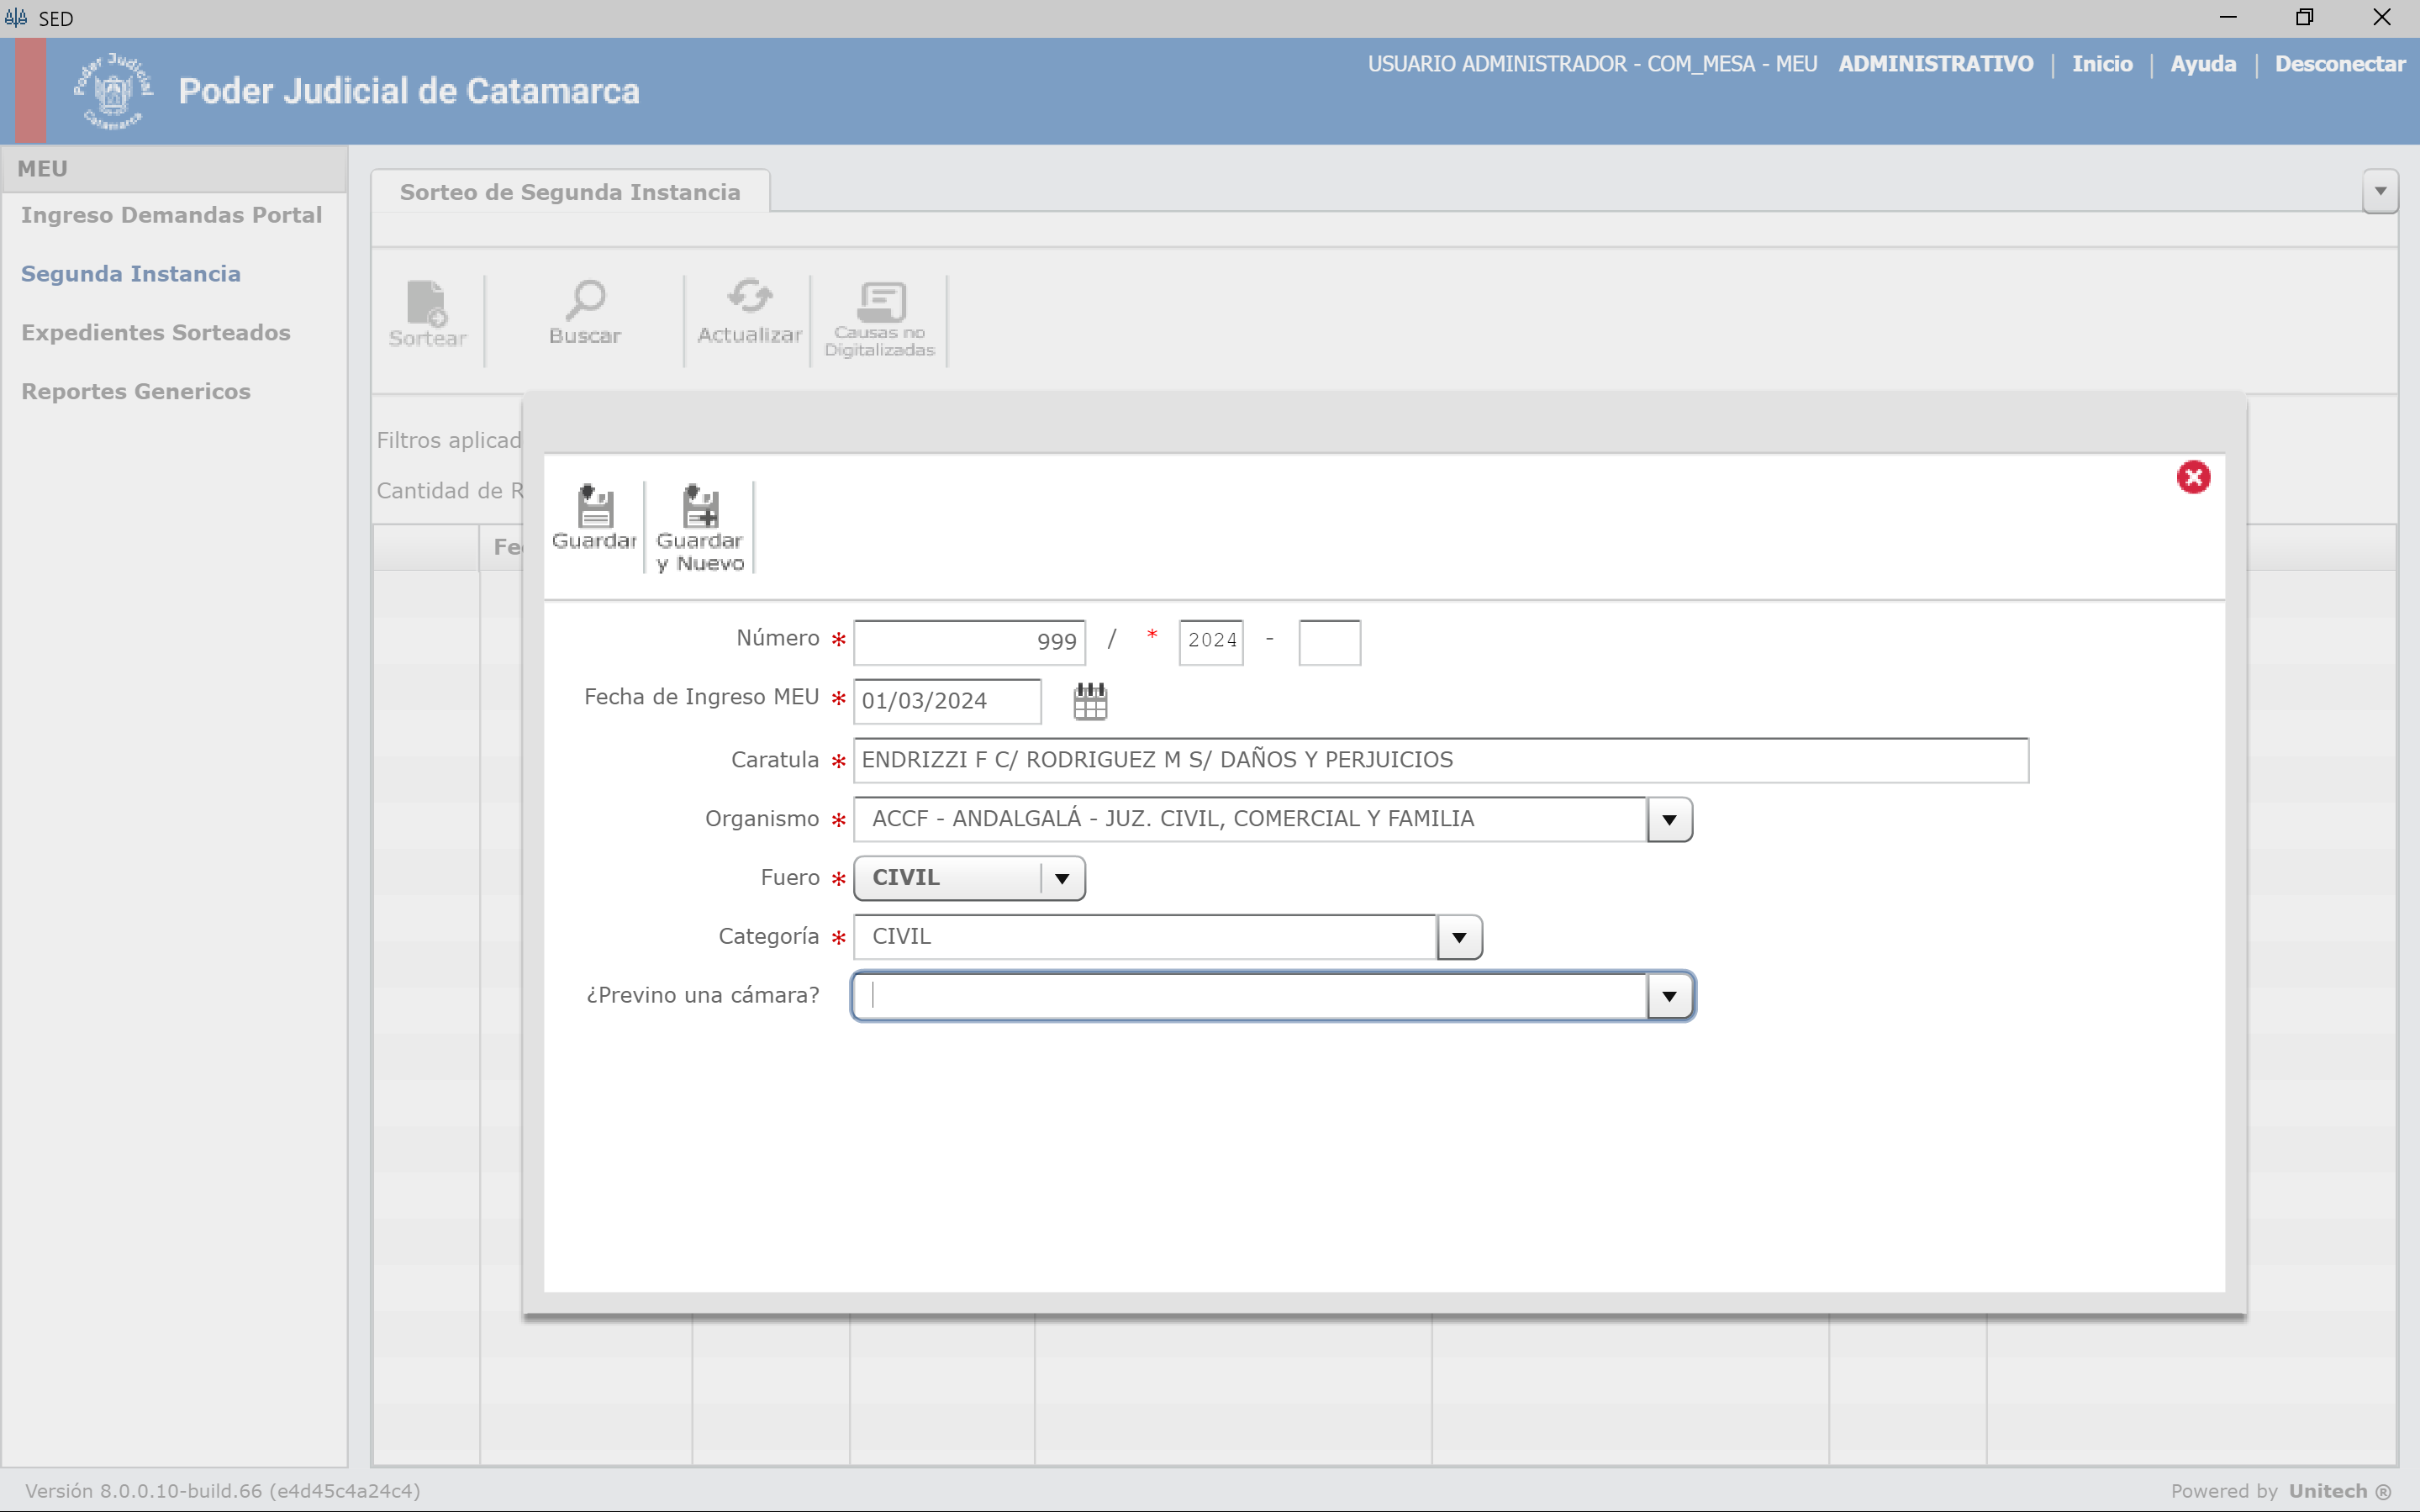 SED
Poder Judicial Catamarca
Poder Judicial de Catamarca
USUARIO ADMINISTRADOR - COM_MESA - MEU ADMINISTRATIVO | Inicio | Ayuda | Desconectar
MEU
Ingreso Demandas Portal
Segunda Instancia
Expedientes Sorteados
Reportes Genericos
Sorteo de Segunda Instancia
Sortear
Buscar
Actualizar
Causas no
Digitalizadas
Filtros aplicad
Cantidad de R
Fe
Guardar
Guardar
y Nuevo
Número * 999 / * 2024 -
Fecha de Ingreso MEU * 01/03/2024
Caratula * ENDRIZZI F C/ RODRIGUEZ M S/ DAÑOS Y PERJUICIOS
Organismo * ACCF - ANDALGALÁ - JUZ. CIVIL, COMERCIAL Y FAMILIA
Fuero * CIVIL
Categoría * CIVIL
¿Previno una cámara?
Versión 8.0.0.10-build.66 (e4d45c4a24c4)
Powered by Unitech ®